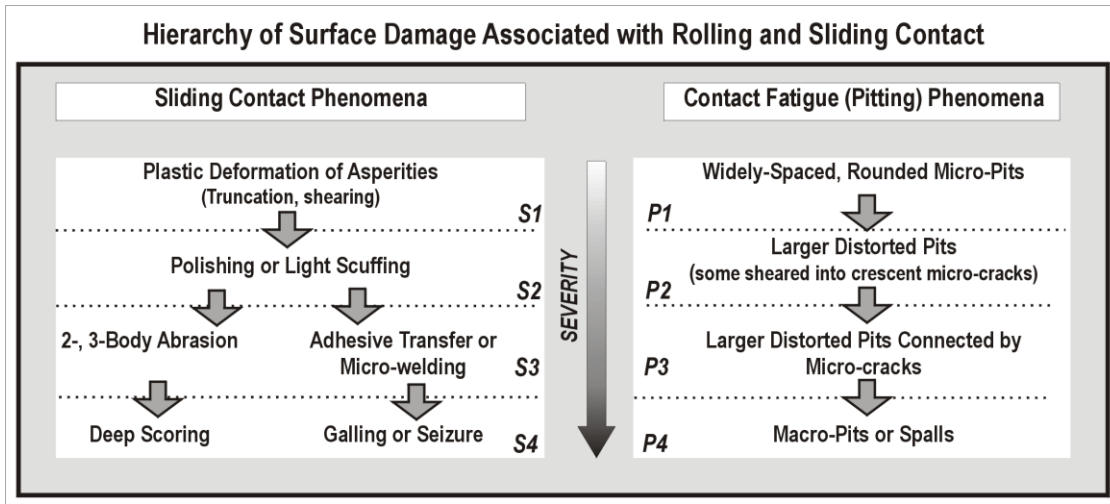 Hierarchy of Surface Damage Associated with Rolling and Sliding Contact
Sliding Contact Phenomena
Plastic Deformation of Asperities
(Truncation, shearing)
S1
Polishing or Light Scuffing
S2
2-, 3-Body Abrasion
Adhesive Transfer or
Micro-welding
S3
Deep Scoring
Galling or Seizure
S4
SEVERITY
Contact Fatigue (Pitting) Phenomena
Widely-Spaced, Rounded Micro-Pits
P1
Larger Distorted Pits
(some sheared into crescent micro-cracks)
P2
Larger Distorted Pits Connected by
Micro-cracks
P3
Macro-Pits or Spalls
P4